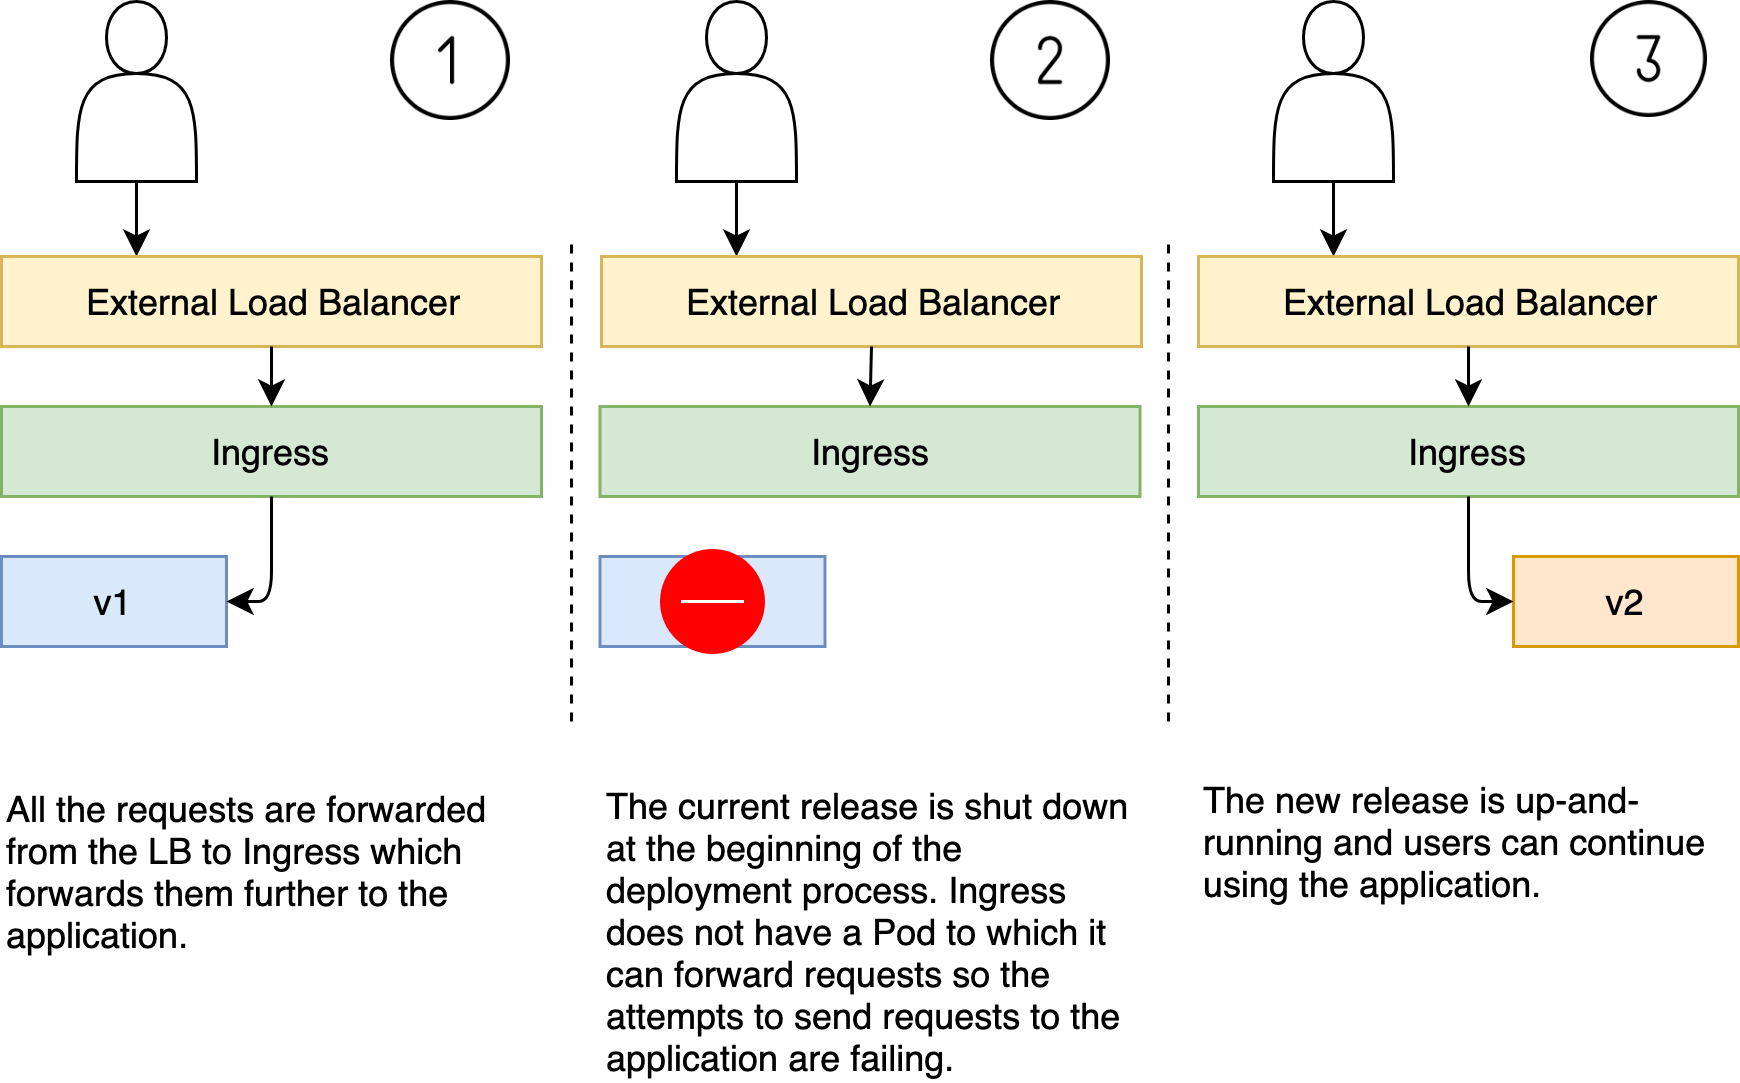 1
External Load Balancer
Ingress
v1
All the requests are forwarded
from the LB to Ingress which
forwards them further to the
application.
2
External Load Balancer
Ingress
The current release is shut down
at the beginning of the
deployment process. Ingress
does not have a Pod to which it
can forward requests so the
attempts to send requests to the
application are failing.
3
External Load Balancer
Ingress
v2
The new release is up-and-
running and users can continue
using the application.